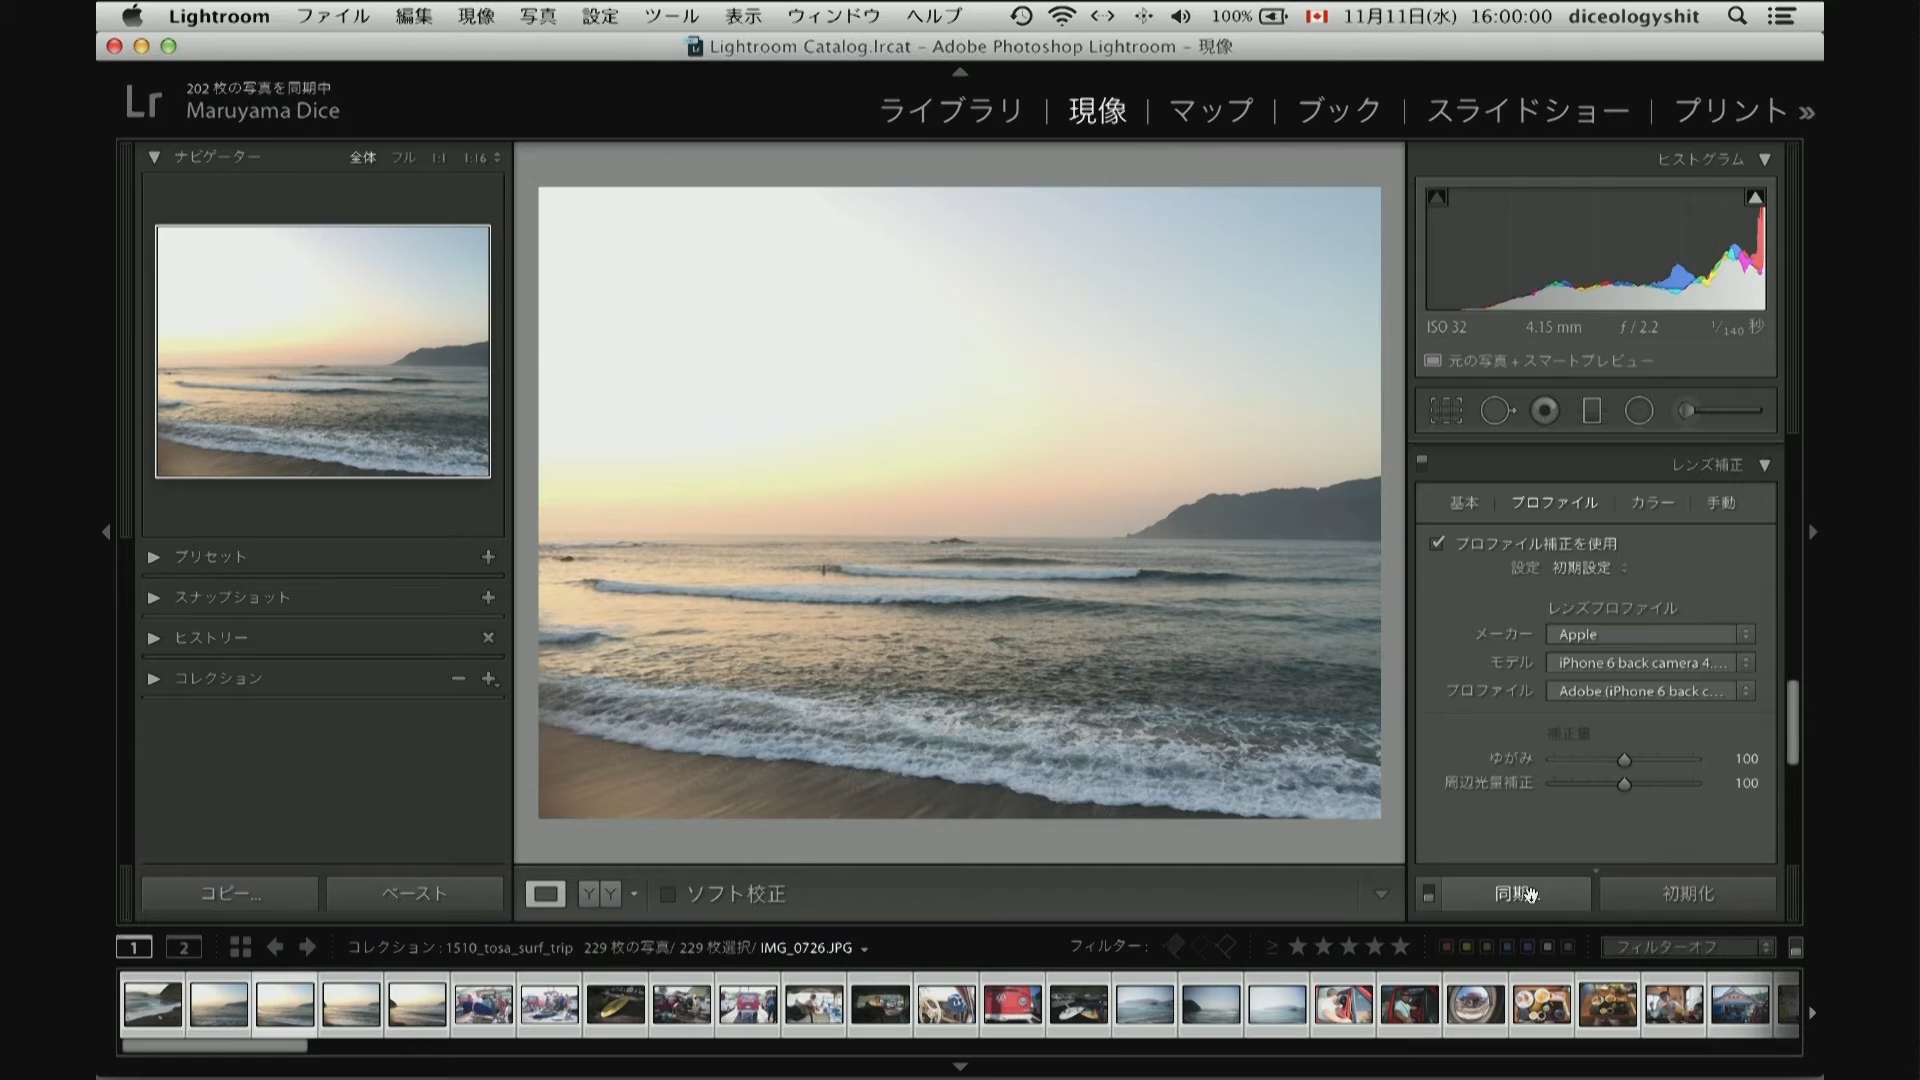 Lightroom ファイル 編集 現像 写真 設定 ツール 表示 ウィンドウ ヘルプ 100% 11月11日(水) 16:00:00 diceologyshit
Lightroom Catalog.lrcat – Adobe Photoshop Lightroom – 現像
Lr
202 枚の写真を同期中
Maruyama Dice
ライブラリ | 現像 | マップ | ブック | スライドショー | プリント »
ナビゲーター 全体 フル 1:1 1:16
プリセット
スナップショット
ヒストリー
コレクション
コピー... ペースト
YY
ソフト校正
ヒストグラム
ISO 32 4.15 mm f / 2.2 1/140 秒
元の写真 + スマートプレビュー
レンズ補正
基本 プロファイル カラー 手動
プロファイル補正を使用
設定 初期設定
レンズプロファイル
メーカー Apple
モデル iPhone 6 back camera 4....
プロファイル Adobe (iPhone 6 back c...
補正量
ゆがみ 100
周辺光量補正 100
初期化
1 2 コレクション : 1510_tosa_surf_trip 229 枚の写真/ 229 枚選択/ IMG_0726.JPG フィルター : ≥ ★★★★★ フィルターオフ